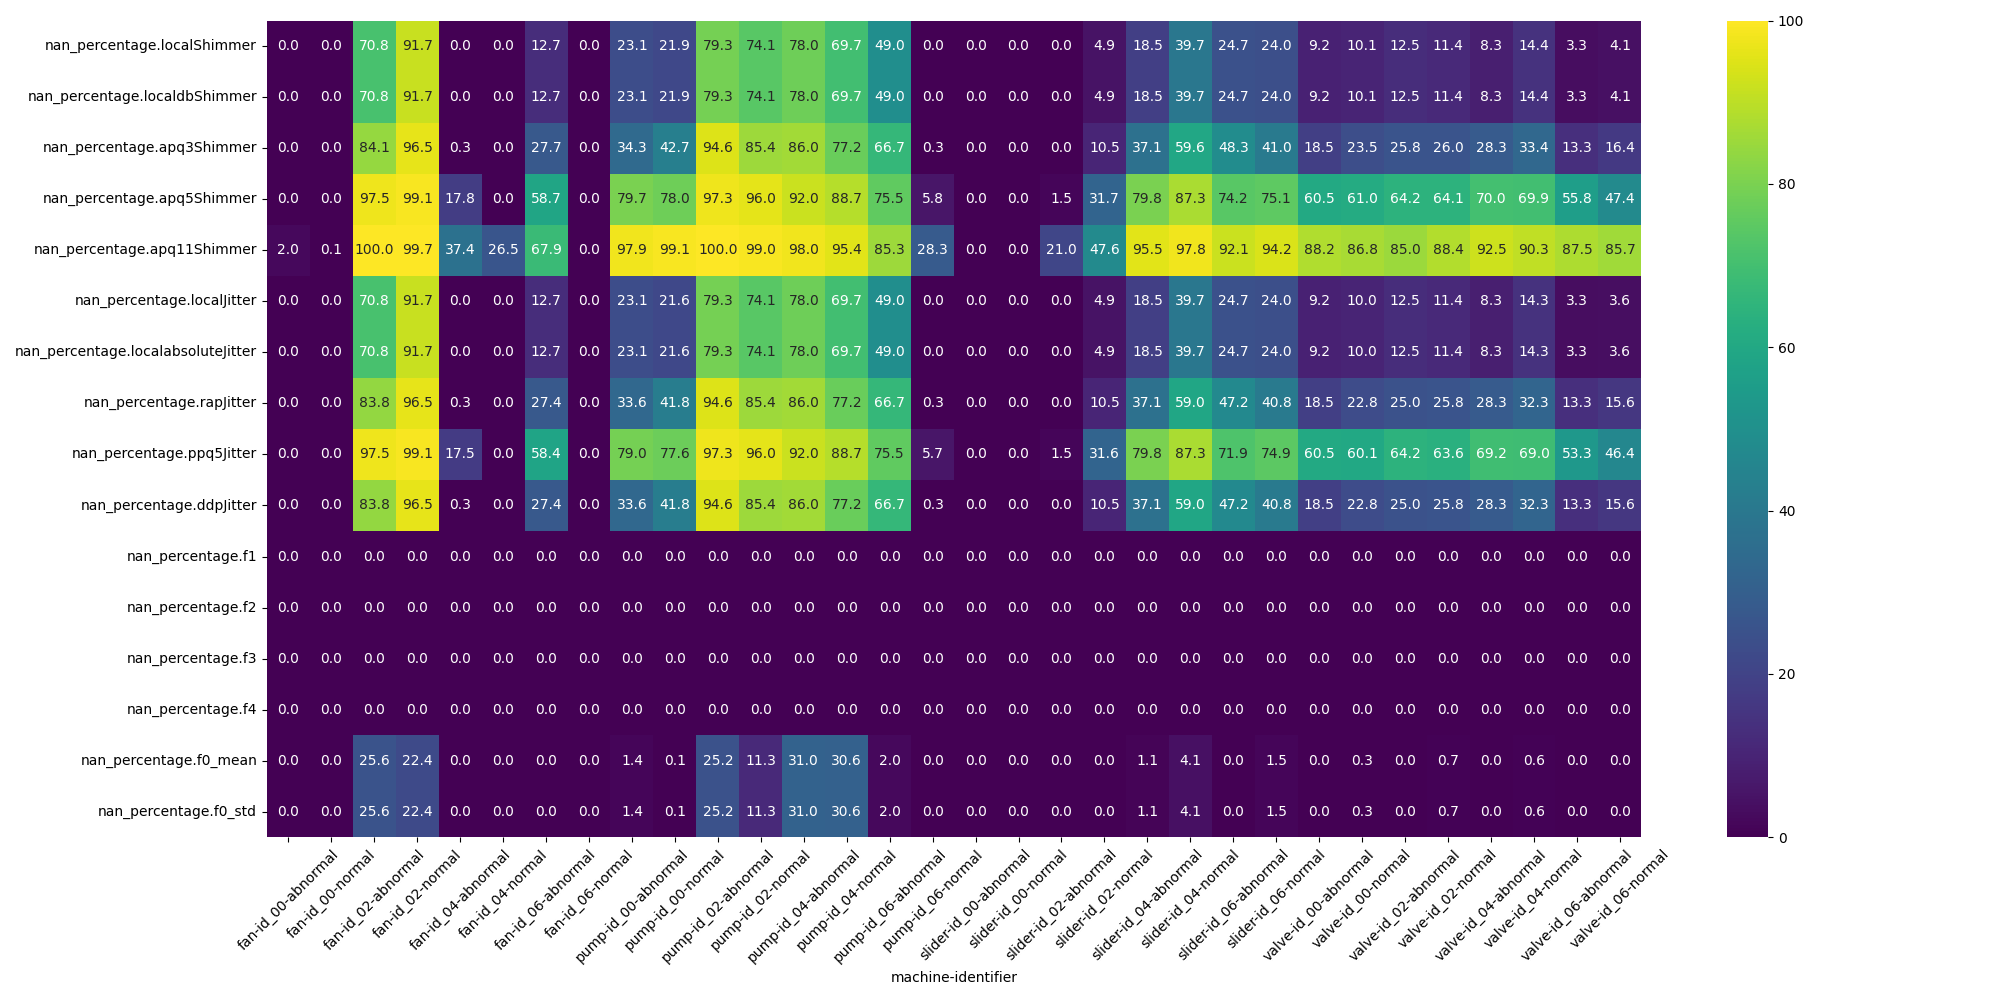 nan_percentage.localShimmer 0.0 0.0 70.8 91.7 0.0 0.0 12.7 0.0 23.1 21.9 79.3 74.1 78.0 69.7 49.0 0.0 0.0 0.0 0.0 4.9 18.5 39.7 24.7 24.0 9.2 10.1 12.5 11.4 8.3 14.4 3.3 4.1 100
nan_percentage.localdbShimmer 0.0 0.0 70.8 91.7 0.0 0.0 12.7 0.0 23.1 21.9 79.3 74.1 78.0 69.7 49.0 0.0 0.0 0.0 0.0 4.9 18.5 39.7 24.7 24.0 9.2 10.1 12.5 11.4 8.3 14.4 3.3 4.1
nan_percentage.apq3Shimmer 0.0 0.0 84.1 96.5 0.3 0.0 27.7 0.0 34.3 42.7 94.6 85.4 86.0 77.2 66.7 0.3 0.0 0.0 0.0 10.5 37.1 59.6 48.3 41.0 18.5 23.5 25.8 26.0 28.3 33.4 13.3 16.4
nan_percentage.apq5Shimmer 0.0 0.0 97.5 99.1 17.8 0.0 58.7 0.0 79.7 78.0 97.3 96.0 92.0 88.7 75.5 5.8 0.0 0.0 1.5 31.7 79.8 87.3 74.2 75.1 60.5 61.0 64.2 64.1 70.0 69.9 55.8 47.4 80
nan_percentage.apq11Shimmer 2.0 0.1 100.0 99.7 37.4 26.5 67.9 0.0 97.9 99.1 100.0 99.0 98.0 95.4 85.3 28.3 0.0 0.0 21.0 47.6 95.5 97.8 92.1 94.2 88.2 86.8 85.0 88.4 92.5 90.3 87.5 85.7
nan_percentage.localJitter 0.0 0.0 70.8 91.7 0.0 0.0 12.7 0.0 23.1 21.6 79.3 74.1 78.0 69.7 49.0 0.0 0.0 0.0 0.0 4.9 18.5 39.7 24.7 24.0 9.2 10.0 12.5 11.4 8.3 14.3 3.3 3.6
nan_percentage.localabsoluteJitter 0.0 0.0 70.8 91.7 0.0 0.0 12.7 0.0 23.1 21.6 79.3 74.1 78.0 69.7 49.0 0.0 0.0 0.0 0.0 4.9 18.5 39.7 24.7 24.0 9.2 10.0 12.5 11.4 8.3 14.3 3.3 3.6 60
nan_percentage.rapJitter 0.0 0.0 83.8 96.5 0.3 0.0 27.4 0.0 33.6 41.8 94.6 85.4 86.0 77.2 66.7 0.3 0.0 0.0 0.0 10.5 37.1 59.0 47.2 40.8 18.5 22.8 25.0 25.8 28.3 32.3 13.3 15.6
nan_percentage.ppq5Jitter 0.0 0.0 97.5 99.1 17.5 0.0 58.4 0.0 79.0 77.6 97.3 96.0 92.0 88.7 75.5 5.7 0.0 0.0 1.5 31.6 79.8 87.3 71.9 74.9 60.5 60.1 64.2 63.6 69.2 69.0 53.3 46.4
nan_percentage.ddpJitter 0.0 0.0 83.8 96.5 0.3 0.0 27.4 0.0 33.6 41.8 94.6 85.4 86.0 77.2 66.7 0.3 0.0 0.0 0.0 10.5 37.1 59.0 47.2 40.8 18.5 22.8 25.0 25.8 28.3 32.3 13.3 15.6 40
nan_percentage.f1 0.0 0.0 0.0 0.0 0.0 0.0 0.0 0.0 0.0 0.0 0.0 0.0 0.0 0.0 0.0 0.0 0.0 0.0 0.0 0.0 0.0 0.0 0.0 0.0 0.0 0.0 0.0 0.0 0.0 0.0 0.0 0.0
nan_percentage.f2 0.0 0.0 0.0 0.0 0.0 0.0 0.0 0.0 0.0 0.0 0.0 0.0 0.0 0.0 0.0 0.0 0.0 0.0 0.0 0.0 0.0 0.0 0.0 0.0 0.0 0.0 0.0 0.0 0.0 0.0 0.0 0.0
nan_percentage.f3 0.0 0.0 0.0 0.0 0.0 0.0 0.0 0.0 0.0 0.0 0.0 0.0 0.0 0.0 0.0 0.0 0.0 0.0 0.0 0.0 0.0 0.0 0.0 0.0 0.0 0.0 0.0 0.0 0.0 0.0 0.0 0.0 20
nan_percentage.f4 0.0 0.0 0.0 0.0 0.0 0.0 0.0 0.0 0.0 0.0 0.0 0.0 0.0 0.0 0.0 0.0 0.0 0.0 0.0 0.0 0.0 0.0 0.0 0.0 0.0 0.0 0.0 0.0 0.0 0.0 0.0 0.0
nan_percentage.f0_mean 0.0 0.0 25.6 22.4 0.0 0.0 0.0 0.0 1.4 0.1 25.2 11.3 31.0 30.6 2.0 0.0 0.0 0.0 0.0 0.0 1.1 4.1 0.0 1.5 0.0 0.3 0.0 0.7 0.0 0.6 0.0 0.0
nan_percentage.f0_std 0.0 0.0 25.6 22.4 0.0 0.0 0.0 0.0 1.4 0.1 25.2 11.3 31.0 30.6 2.0 0.0 0.0 0.0 0.0 0.0 1.1 4.1 0.0 1.5 0.0 0.3 0.0 0.7 0.0 0.6 0.0 0.0 0
fan-id_00-abnormal
fan-id_00-normal
fan-id_02-abnormal
fan-id_02-normal
fan-id_04-abnormal
fan-id_04-normal
fan-id_06-abnormal
fan-id_06-normal
pump-id_00-abnormal
pump-id_00-normal
pump-id_02-abnormal
pump-id_02-normal
pump-id_04-abnormal
pump-id_04-normal
pump-id_06-abnormal
pump-id_06-normal
slider-id_00-abnormal
slider-id_00-normal
slider-id_02-abnormal
slider-id_02-normal
slider-id_04-abnormal
slider-id_04-normal
slider-id_06-abnormal
slider-id_06-normal
valve-id_00-abnormal
valve-id_00-normal
valve-id_02-abnormal
valve-id_02-normal
valve-id_04-abnormal
valve-id_04-normal
valve-id_06-abnormal
valve-id_06-normal
machine-identifier